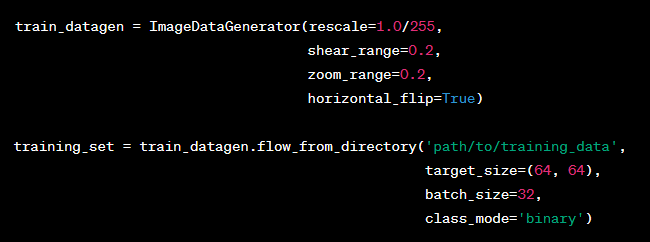 train_datagen = ImageDataGenerator(rescale=1.0/255,
shear_range=0.2,
zoom_range=0.2,
horizontal_flip=True)
training_set = train_datagen.flow_from_directory('path/to/training_data',
target_size=(64, 64),
batch_size=32,
class_mode='binary')